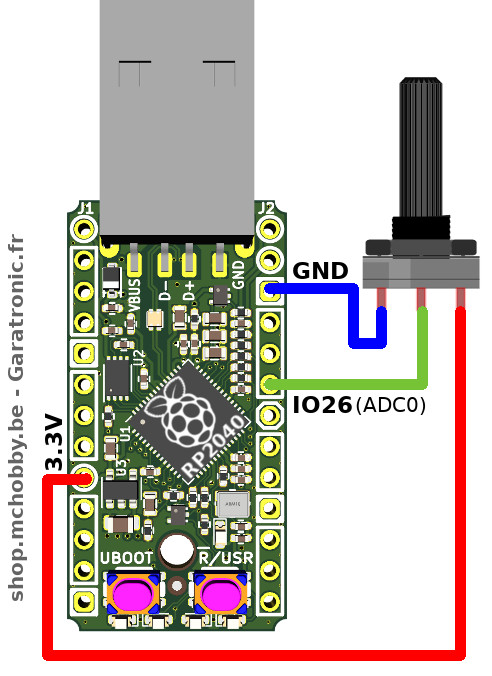 J1
J2
VBUS
D-
D+
GND
GND
U2
IO26 (ADC0)
3.3V
U1
U3
RP2040
UBOOT
R/USR
shop.mchobby.be - Garatronic.fr